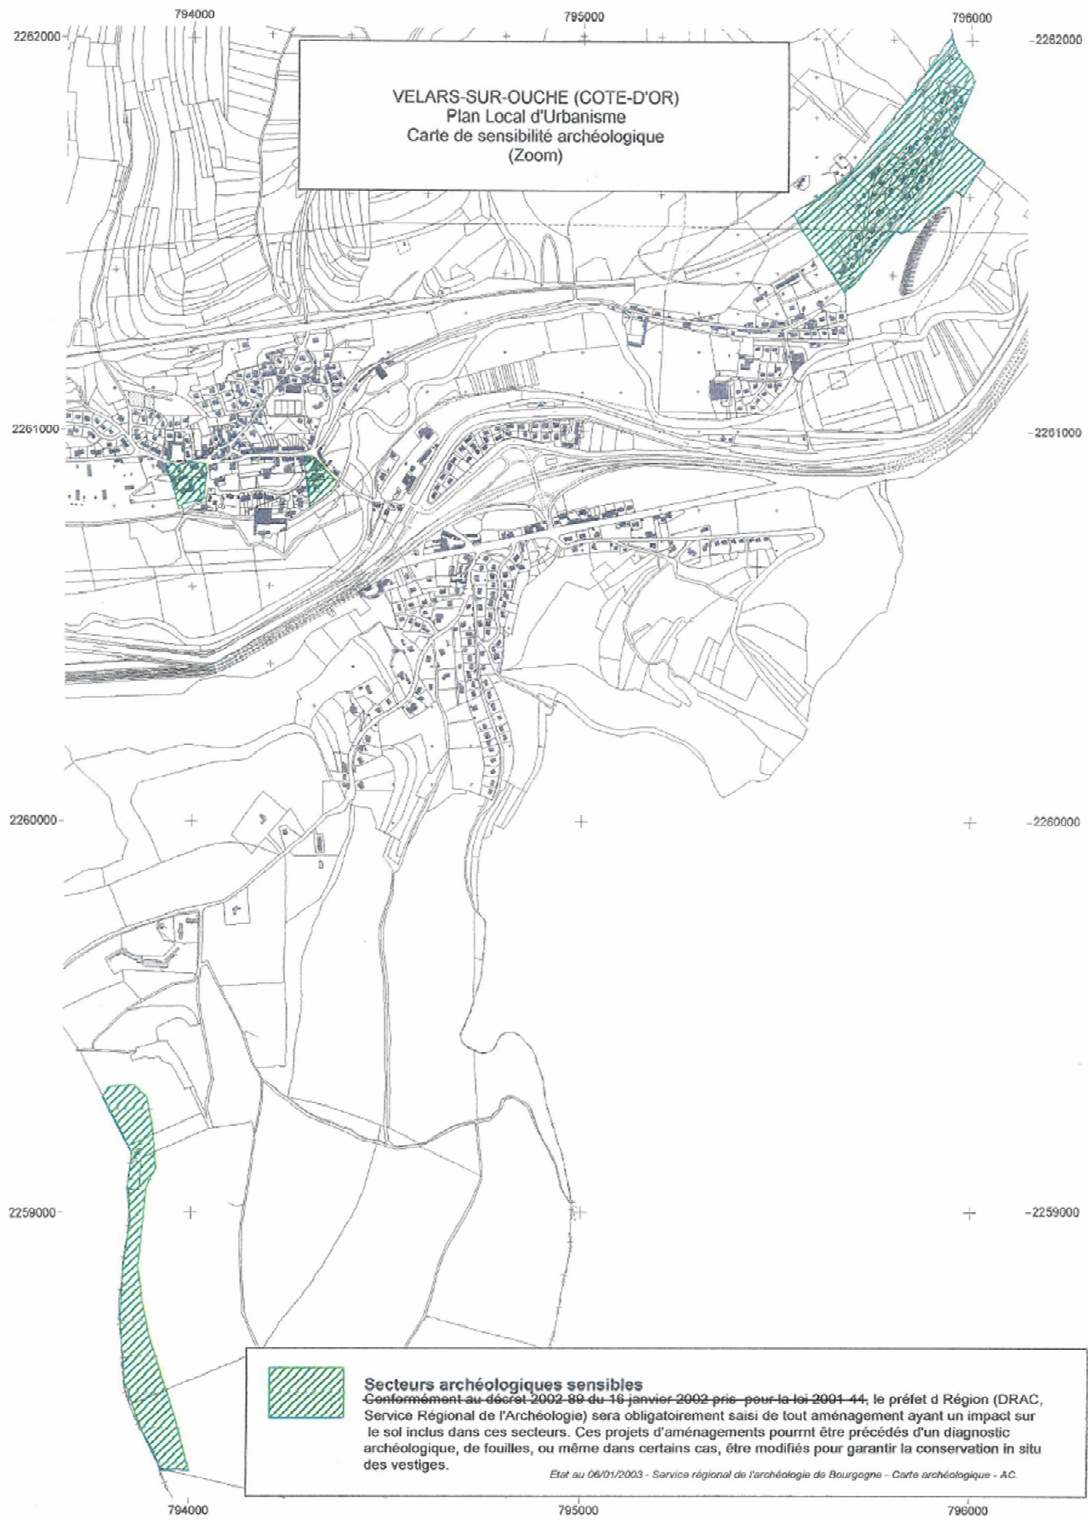 794000
795000
796000
2262000
2262000
VELARS-SUR-OUCHE (COTE-D'OR)
Plan Local d'Urbanisme
Carte de sensibilité archéologique
(Zoom)
2261000
2261000
2260000
2260000
2259000
2259000
Secteurs archéologiques sensibles
Conformément au décret 2002-89 du 16 janvier 2002 pris pour la loi 2001-44, le préfet d Région (DRAC,
Service Régional de l'Archéologie) sera obligatoirement saisi de tout aménagement ayant un impact sur
le sol inclus dans ces secteurs. Ces projets d'aménagements pourrnt être précédés d'un diagnostic
archéologique, de fouilles, ou même dans certains cas, être modifiés pour garantir la conservation in situ
des vestiges.
Etat au 06/01/2003 - Service régional de l'archéologie de Bourgogne - Carte archéologique - AC.
794000
795000
796000